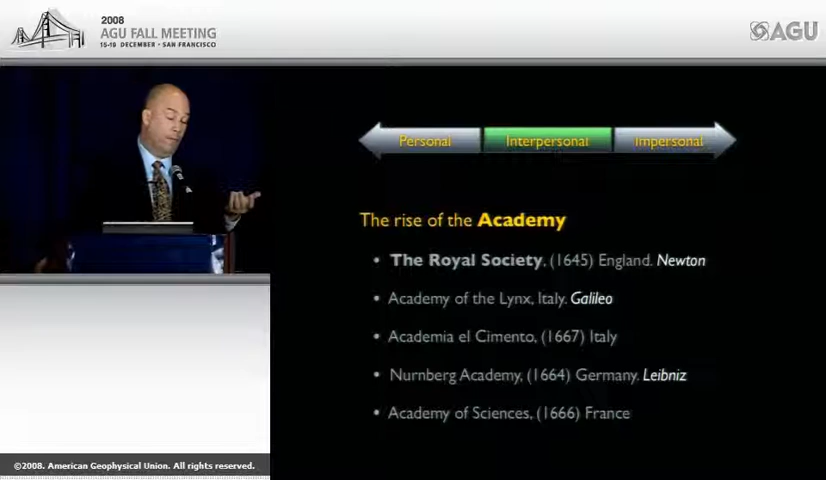 2008
AGU FALL MEETING
15-19 DECEMBER • SAN FRANCISCO
AGU
Personal
Interpersonal
Impersonal
The rise of the Academy
• The Royal Society, (1645) England. Newton
• Academy of the Lynx, Italy. Galileo
• Academia el Cimento, (1667) Italy
• Nurnberg Academy, (1664) Germany. Leibniz
• Academy of Sciences, (1666) France
©2008. American Geophysical Union. All rights reserved.